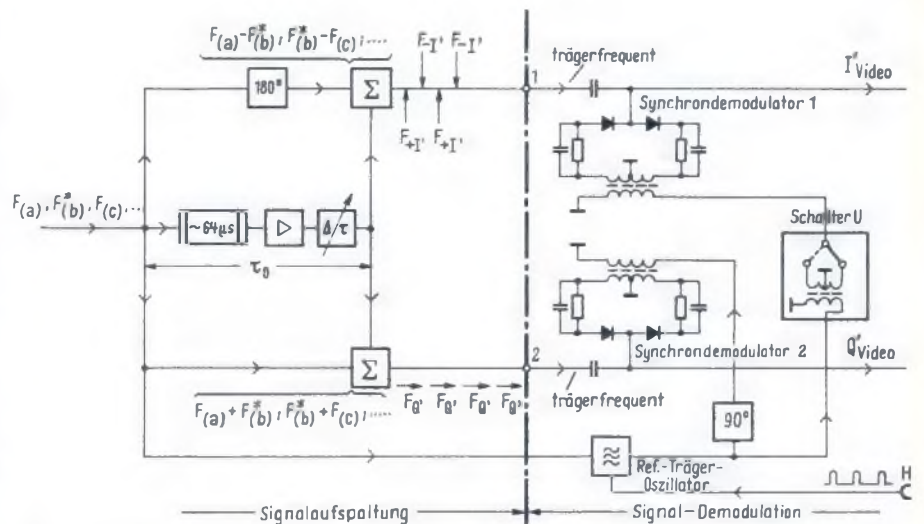 F(a)−F*(b), F*(b)−F(c); ....
F−I' F−I'
180°
Σ
F+I' F+I'
1
trägerfrequent
I'Video
Synchrondemodulator 1
F(a), F*(b), F(c), ...
~64µs
Δτ
τ0
Schalter U
Σ
2
Synchrondemodulator 2
Q'Video
F(a)+F*(b), F*(b)+F(c); ....
FQ' FQ' FQ' FQ'
trägerfrequent
90°
Ref.-Träger-
Oszillator
H
Signalaufspaltung
Signal-Demodulation